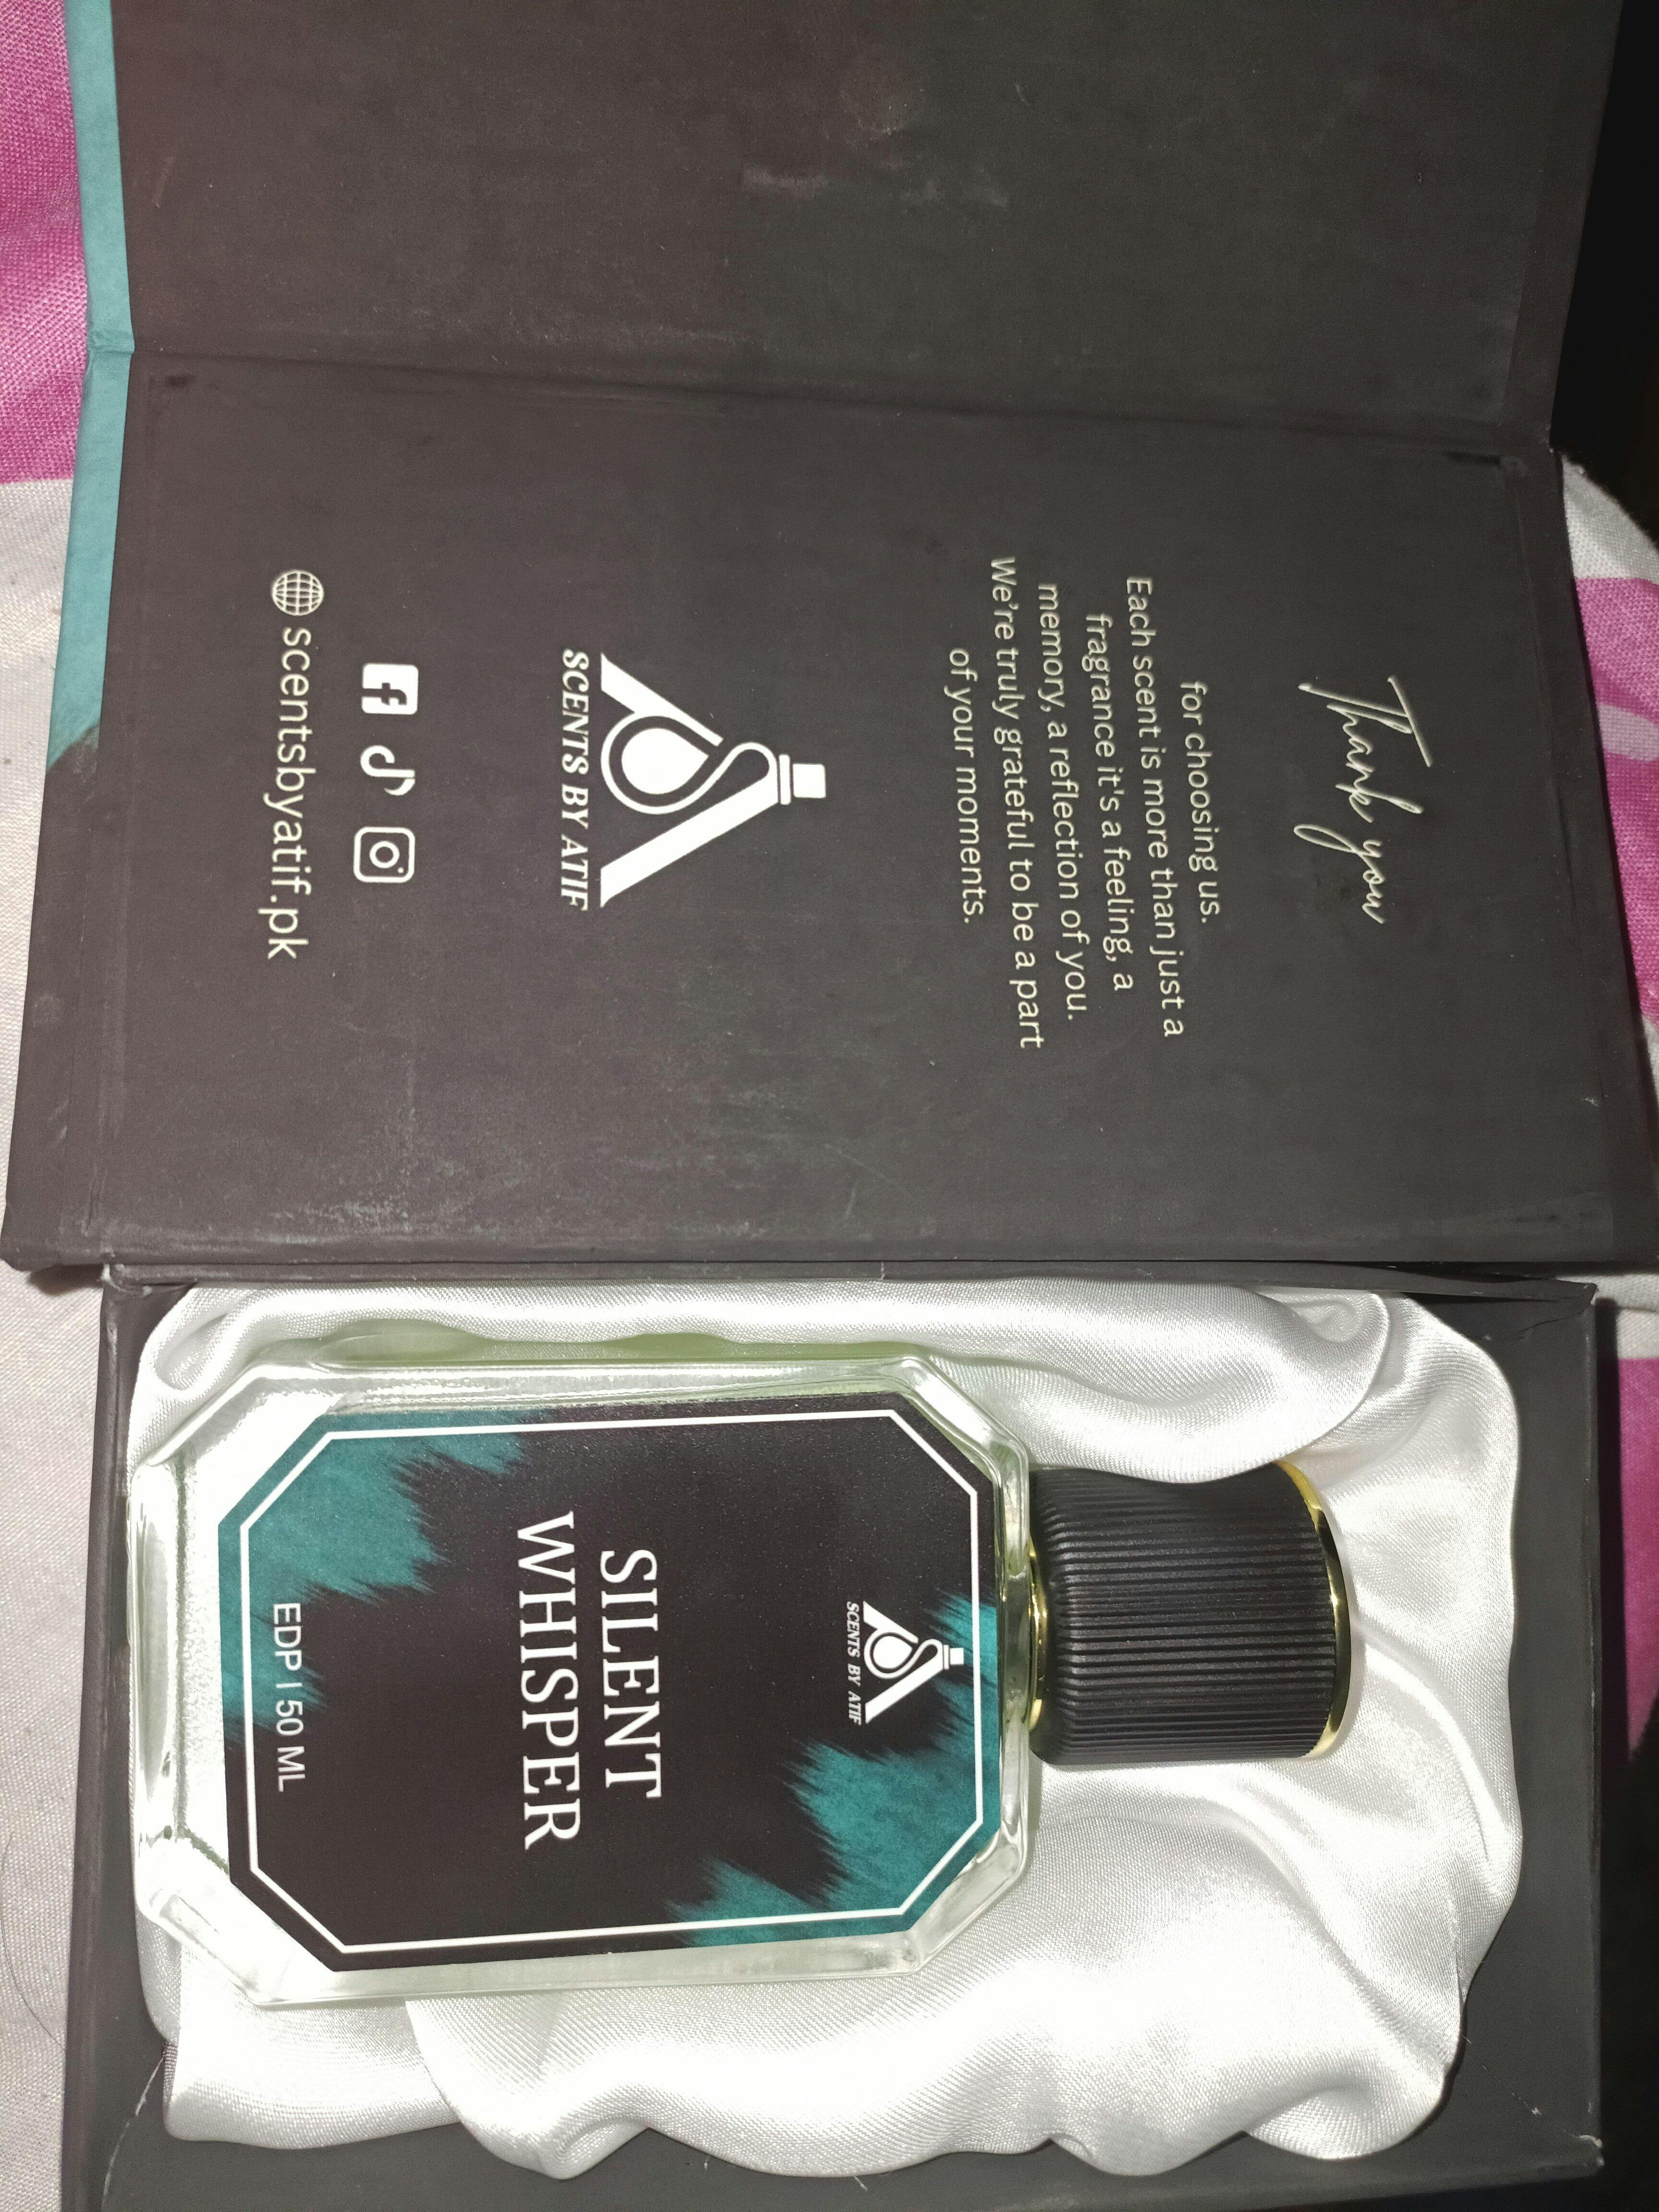 Thank you
for choosing us.
Each scent is more than just a
fragrance it's a feeling, a
memory, a reflection of you.
We're truly grateful to be a part
of your moments.
SCENTS BY ATIF
scentsbyatif.pk
SCENTS BY ATIF
SILENT
WHISPER
EDP | 50 ML